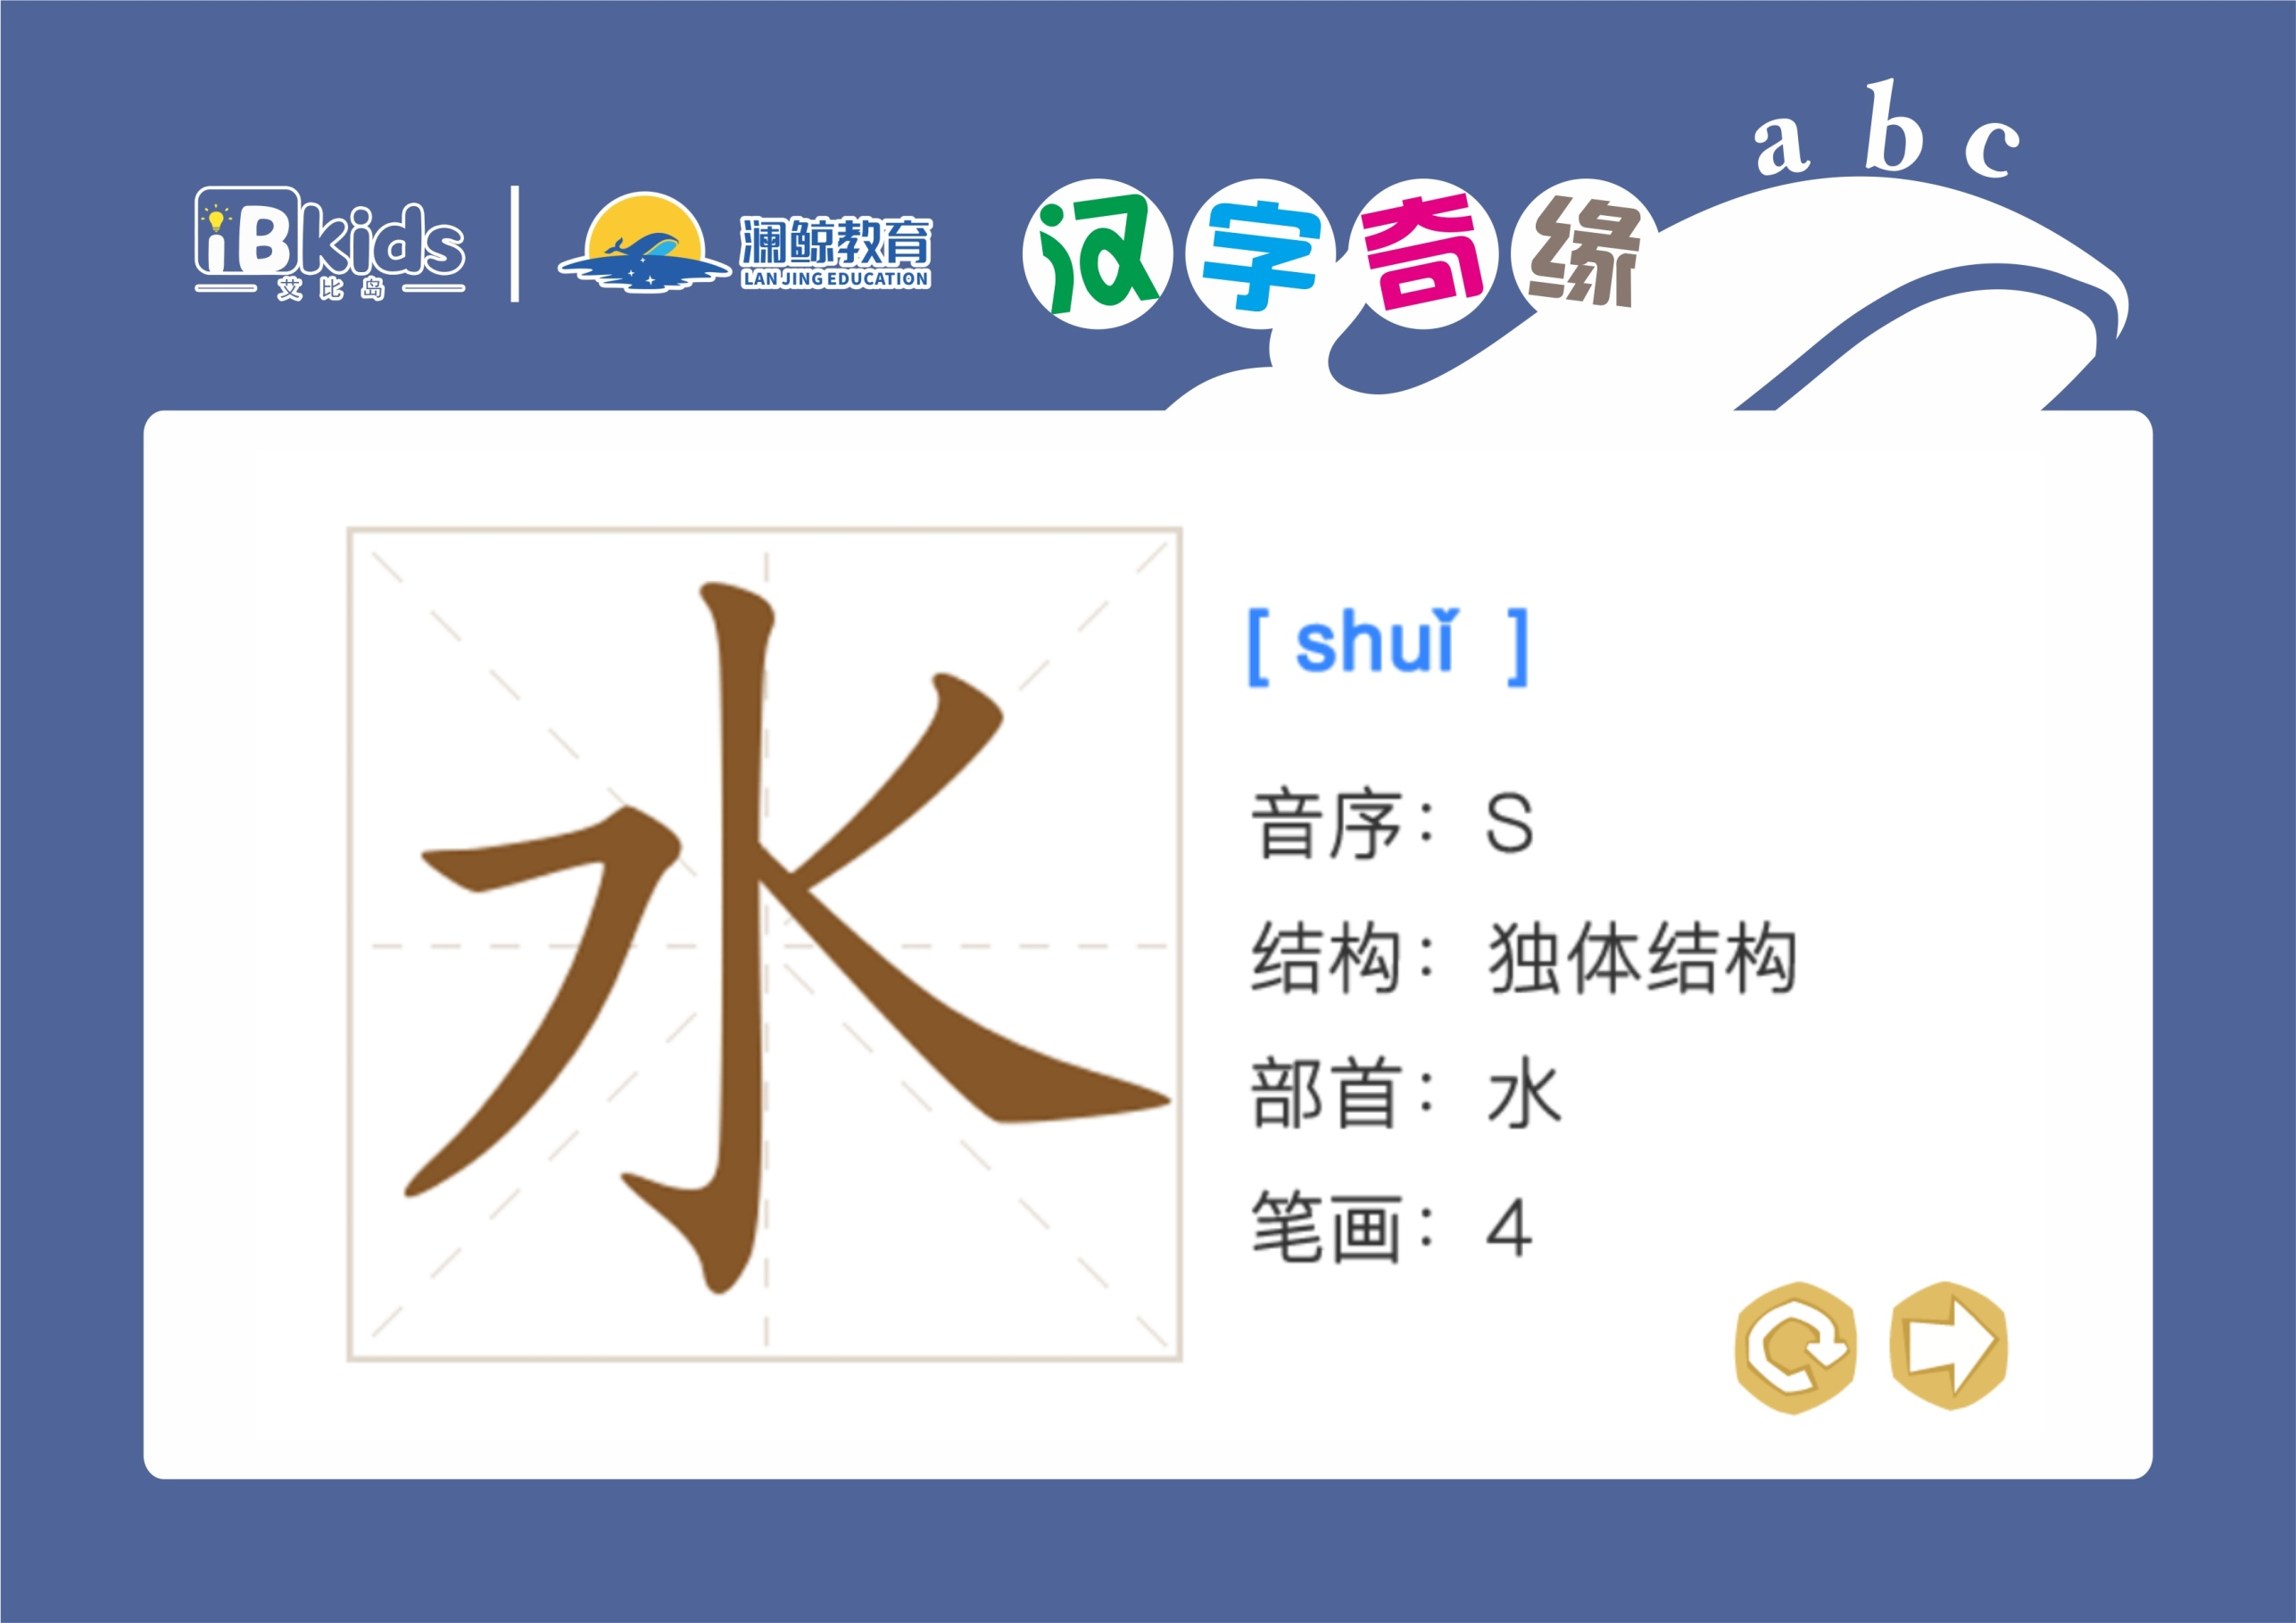 a b c
iBkids
艾比岛
澜鲸教育
LAN JING EDUCATION
汉字奇缘
水
[ shuǐ ]
音序： S
结构： 独体结构
部首： 水
笔画： 4